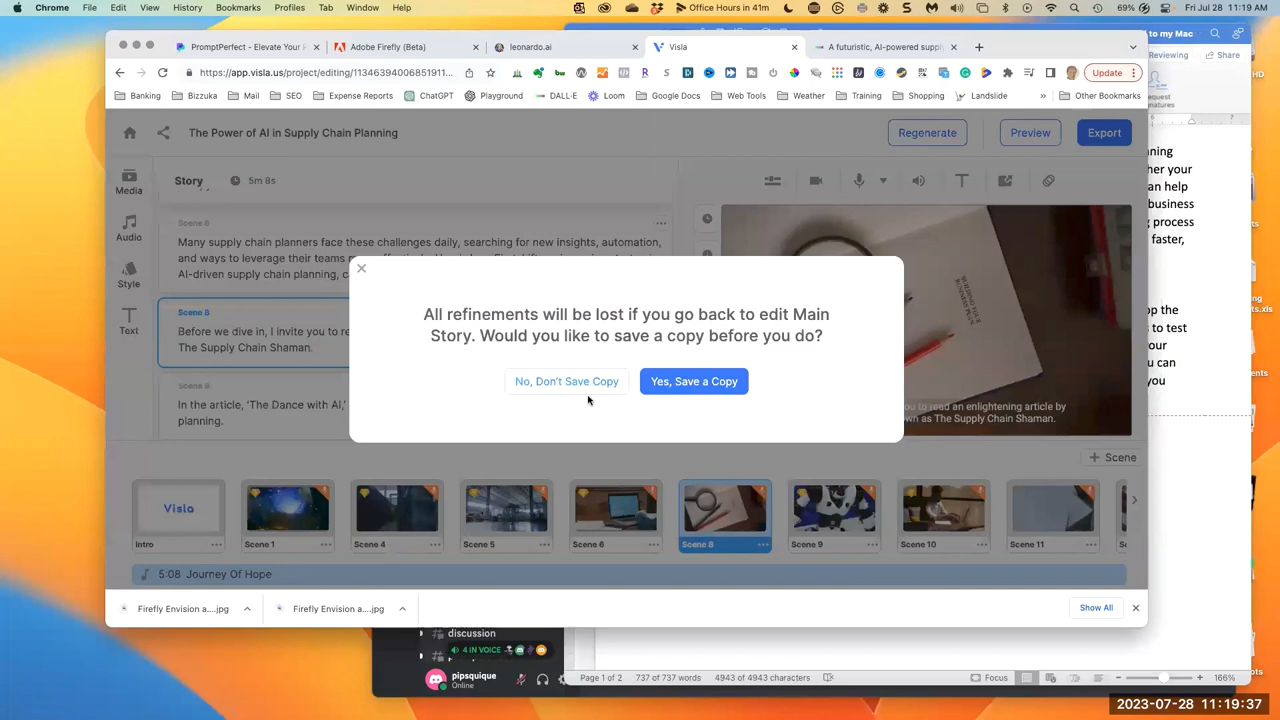 Chrome File Edit View History Bookmarks Profiles Tab Window Help
Office Hours in 41m
69%
Fri Jul 28 11:19 AM
PromptPerfect - Elevate Your
Adobe Firefly (Beta)
leonardo.ai
Visla
A futuristic, AI-powered suppl
to my Mac
https://app.visla.us/project/editing/11346394006851911...
Update
Reviewing
Share
Banking
Bizzuka
Mail
SEO
Expense Reports
ChatGPT
Playground
Google Docs
Web Tools
Weather
Training
Shopping
Landslide
Other Bookmarks
The Power of AI in Supply Chain Planning
Regenerate
Preview
Export
Media
Audio
Style
Text
Story
5m 8s
Scene 6
Many supply chain planners face these challenges daily, searching for new insights, automation,
AI-driven supply chain planning,
Scene 8
Before we dive in, I invite you to re
The Supply Chain Shaman.
Scene 9
In the article, 'The Dance with AI,'
planning.
All refinements will be lost if you go back to edit Main
Story. Would you like to save a copy before you do?
No, Don't Save Copy
Yes, Save a Copy
you to read an enlightening article by
wn as The Supply Chain Shaman.
+ Scene
Visla
Intro
Scene 1
Scene 4
Scene 5
Scene 6
Scene 8
Scene 9
Scene 10
Scene 11
5:08 Journey Of Hope
Firefly Envision a....jpg
Firefly Envision a....jpg
Show All
discussion
4 IN VOICE
pipsquique
Online
Page 1 of 2
737 of 737 words
4943 of 4943 characters
Focus
166%
2023-07-28 11:19:37